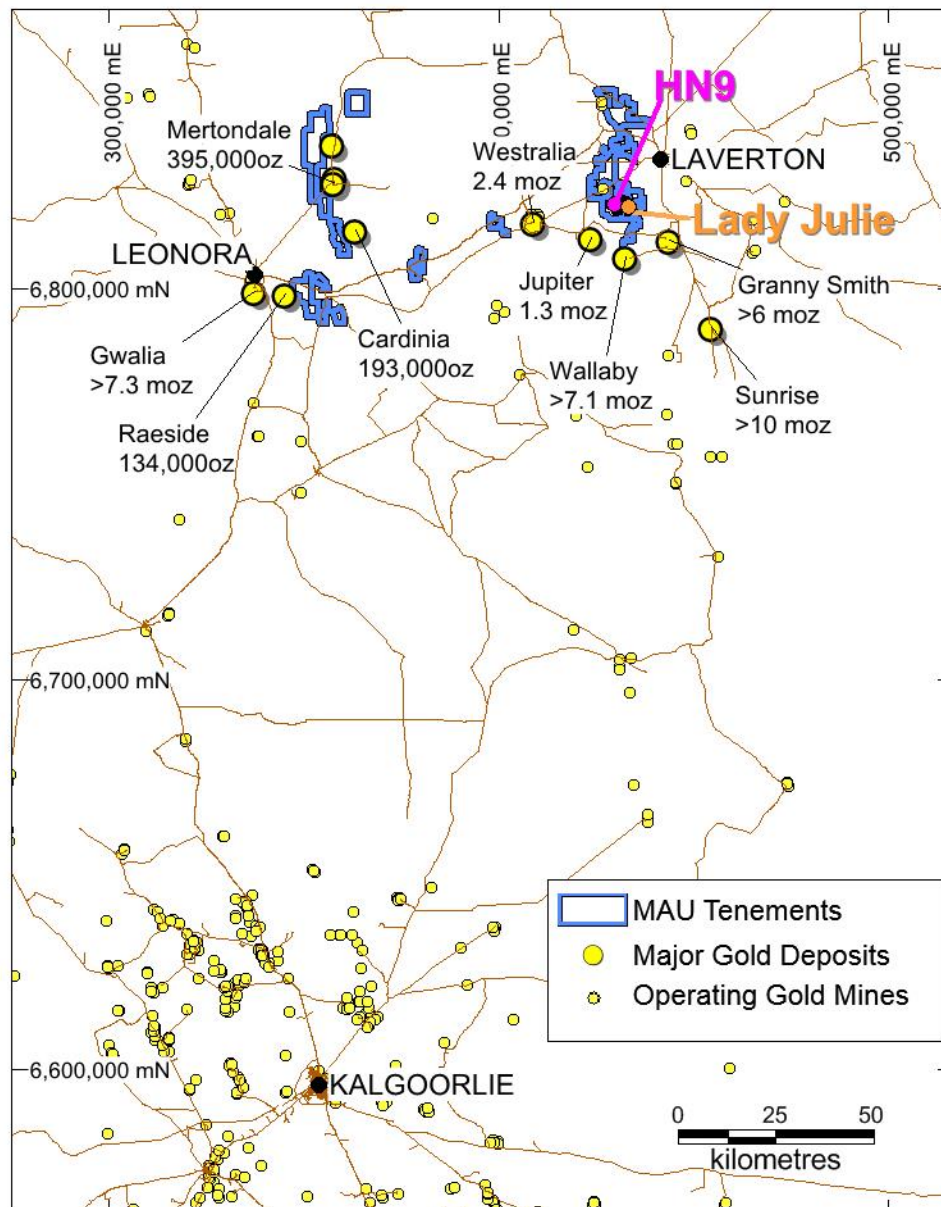 300,000 mE
0,000 mE
500,000 mE
HN9
Mertondale
395,000oz
Westralia
2.4 moz
LAVERTON
Lady Julie
LEONORA
6,800,000 mN
Jupiter
1.3 moz
Granny Smith
>6 moz
Gwalia
>7.3 moz
Cardinia
193,000oz
Wallaby
>7.1 moz
Sunrise
>10 moz
Raeside
134,000oz
6,700,000 mN
MAU Tenements
Major Gold Deposits
Operating Gold Mines
6,600,000 mN
KALGOORLIE
0 25 50
kilometres